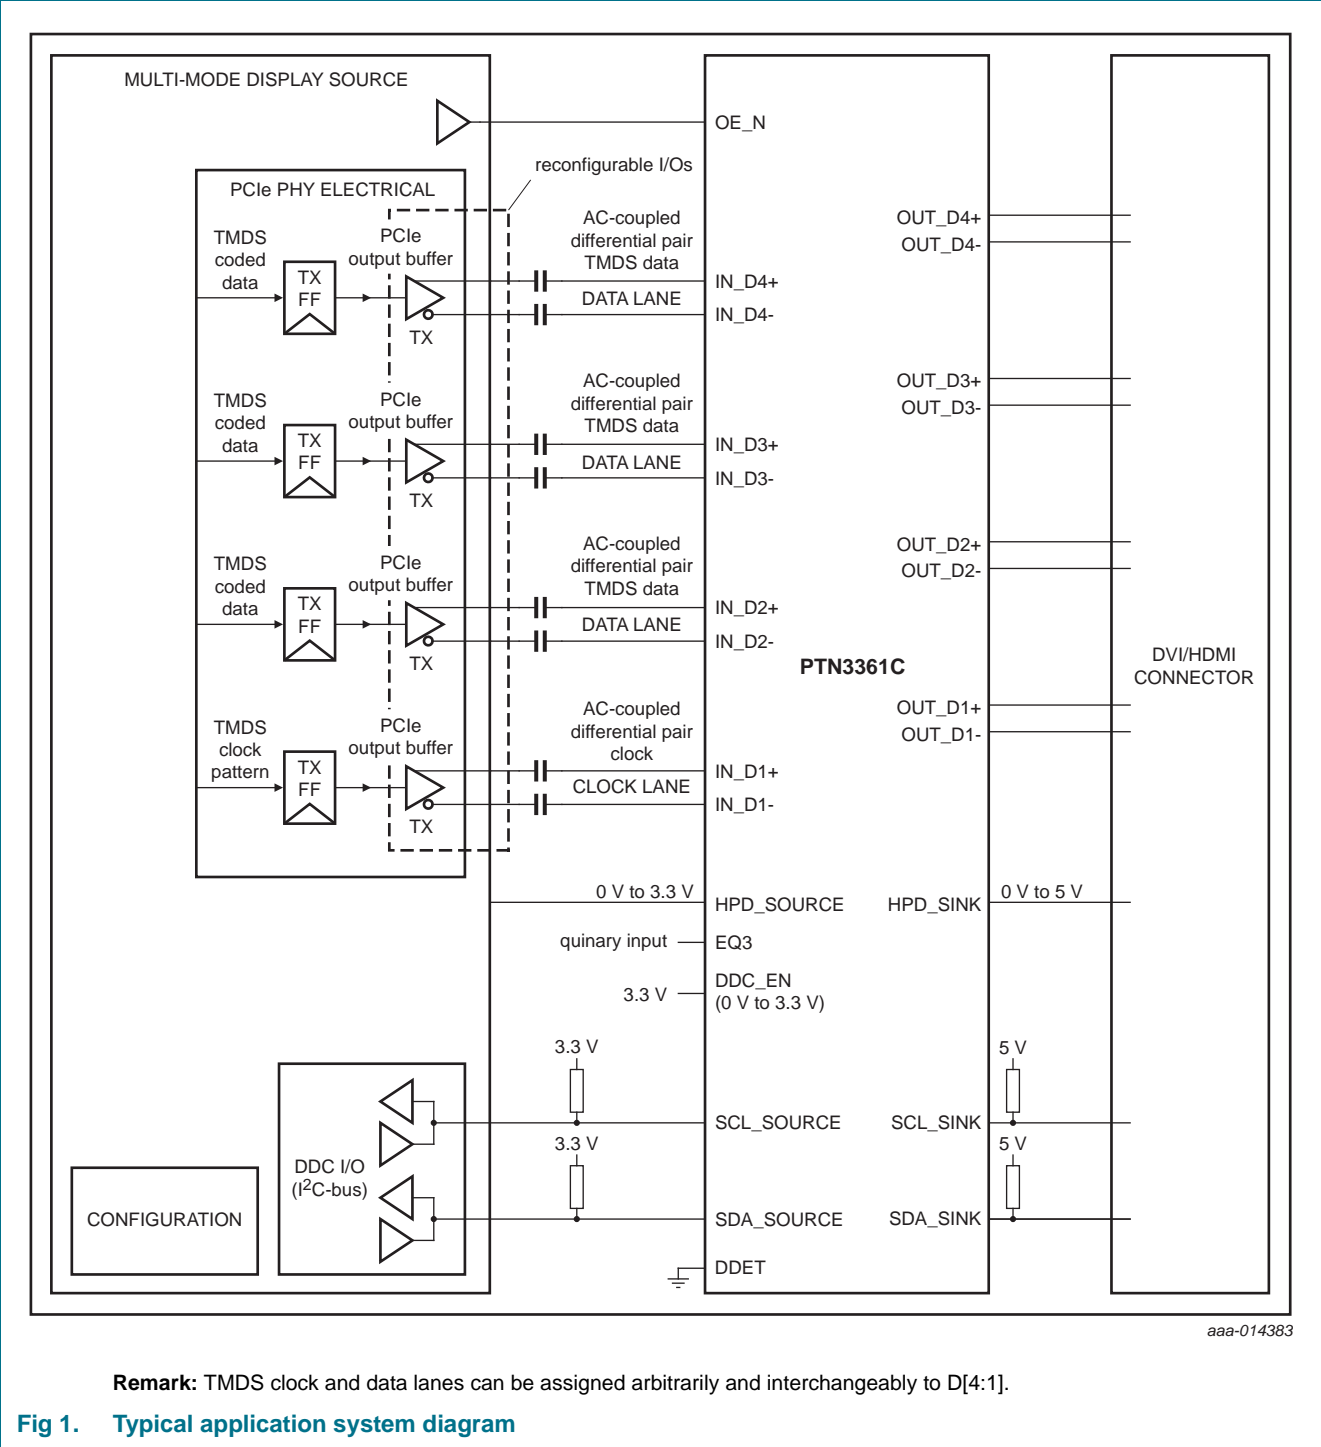 MULTI-MODE DISPLAY SOURCE
OE_N
reconfigurable I/Os
PCIe PHY ELECTRICAL
TMDS
coded
data
TX
FF
PCIe
output buffer
TX
AC-coupled
differential pair
TMDS data
DATA LANE
IN_D4+
IN_D4-
OUT_D4+
OUT_D4-
TMDS
coded
data
TX
FF
PCIe
output buffer
TX
AC-coupled
differential pair
TMDS data
DATA LANE
IN_D3+
IN_D3-
OUT_D3+
OUT_D3-
TMDS
coded
data
TX
FF
PCIe
output buffer
TX
AC-coupled
differential pair
TMDS data
DATA LANE
IN_D2+
IN_D2-
OUT_D2+
OUT_D2-
PTN3361C
DVI/HDMI
CONNECTOR
TMDS
clock
pattern
TX
FF
PCIe
output buffer
TX
AC-coupled
differential pair
clock
CLOCK LANE
IN_D1+
IN_D1-
OUT_D1+
OUT_D1-
0 V to 3.3 V
HPD_SOURCE
HPD_SINK
0 V to 5 V
quinary input
EQ3
3.3 V
DDC_EN
(0 V to 3.3 V)
3.3 V
5 V
SCL_SOURCE
SCL_SINK
3.3 V
5 V
DDC I/O
(I2C-bus)
CONFIGURATION
SDA_SOURCE
SDA_SINK
DDET
aaa-014383
Remark: TMDS clock and data lanes can be assigned arbitrarily and interchangeably to D[4:1].
Fig 1. Typical application system diagram